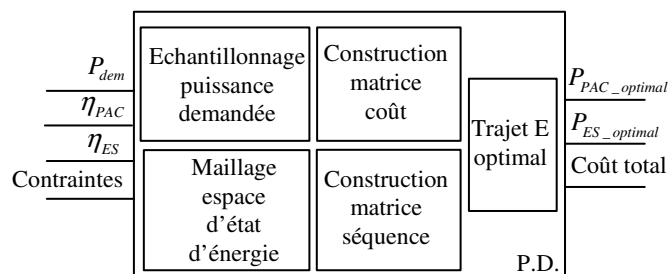 P_dem
η_PAC
η_ES
Contraintes
Echantillonnage
puissance
demandée
Construction
matrice
coût
Maillage
espace
d'état
d'énergie
Construction
matrice
séquence
Trajet E
optimal
P.D.
P_PAC_optimal
P_ES_optimal
Coût total